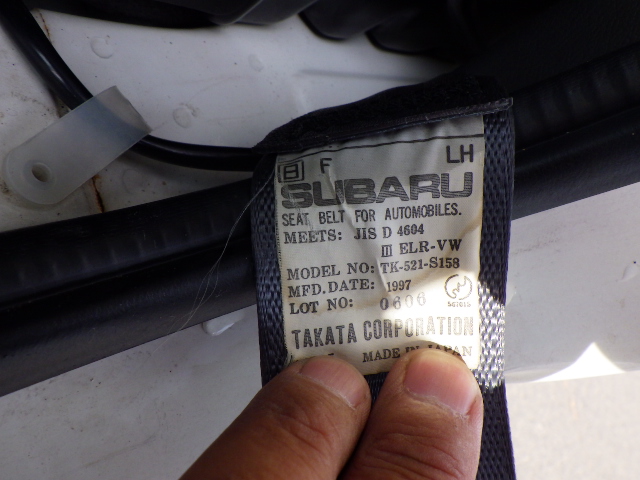 日 F LH
SUBARU
SEAT BELT FOR AUTOMOBILES.
MEETS: JIS D 4604
III ELR-VW
MODEL NO: TK-521-S158
MFD. DATE: 1997
LOT NO: 0606
TAKATA CORPORATION
MADE IN JAPAN